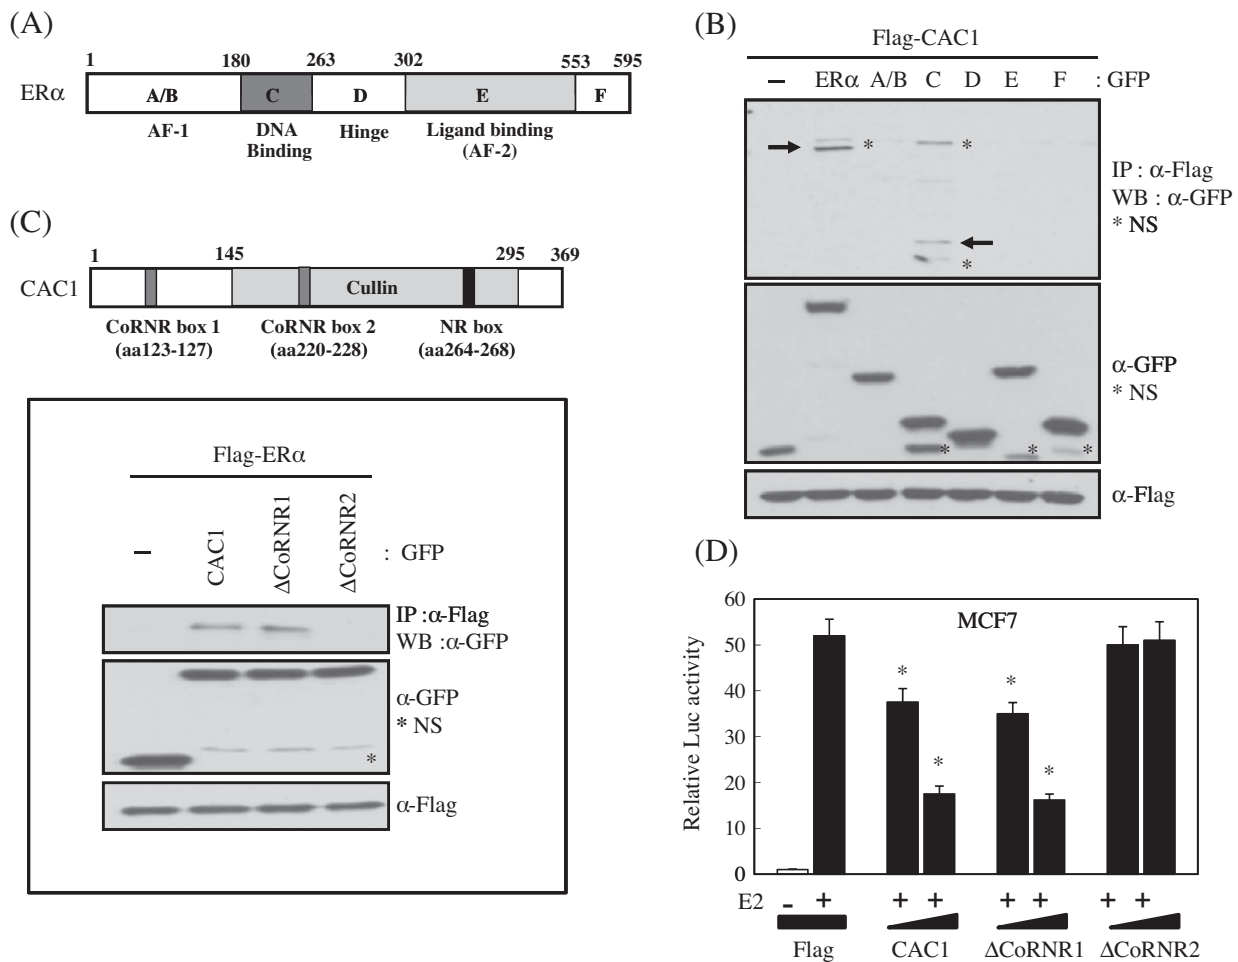 (A)
1 180 263 302 553 595
ERα A/B C D E F
AF-1 DNA Binding Hinge Ligand binding (AF-2)
(B)
Flag-CAC1
– ERα A/B C D E F : GFP
* *
*
IP : α-Flag
WB : α-GFP
* NS
* * *
α-GFP
* NS
α-Flag
(C)
1 145 295 369
CAC1 Cullin
CoRNR box 1 CoRNR box 2 NR box
(aa123-127) (aa220-228) (aa264-268)
Flag-ERα
– CAC1 ΔCoRNR1 ΔCoRNR2 : GFP
IP :α-Flag
WB :α-GFP
α-GFP
* NS
*
α-Flag
(D)
MCF7
Relative Luc activity
60
50
40
30
20
10
0
* * * *
E2 - + + + + + + +
Flag CAC1 ΔCoRNR1 ΔCoRNR2